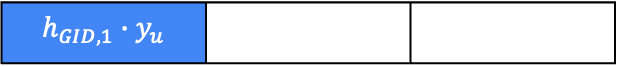 h_{GID,1} · y_u